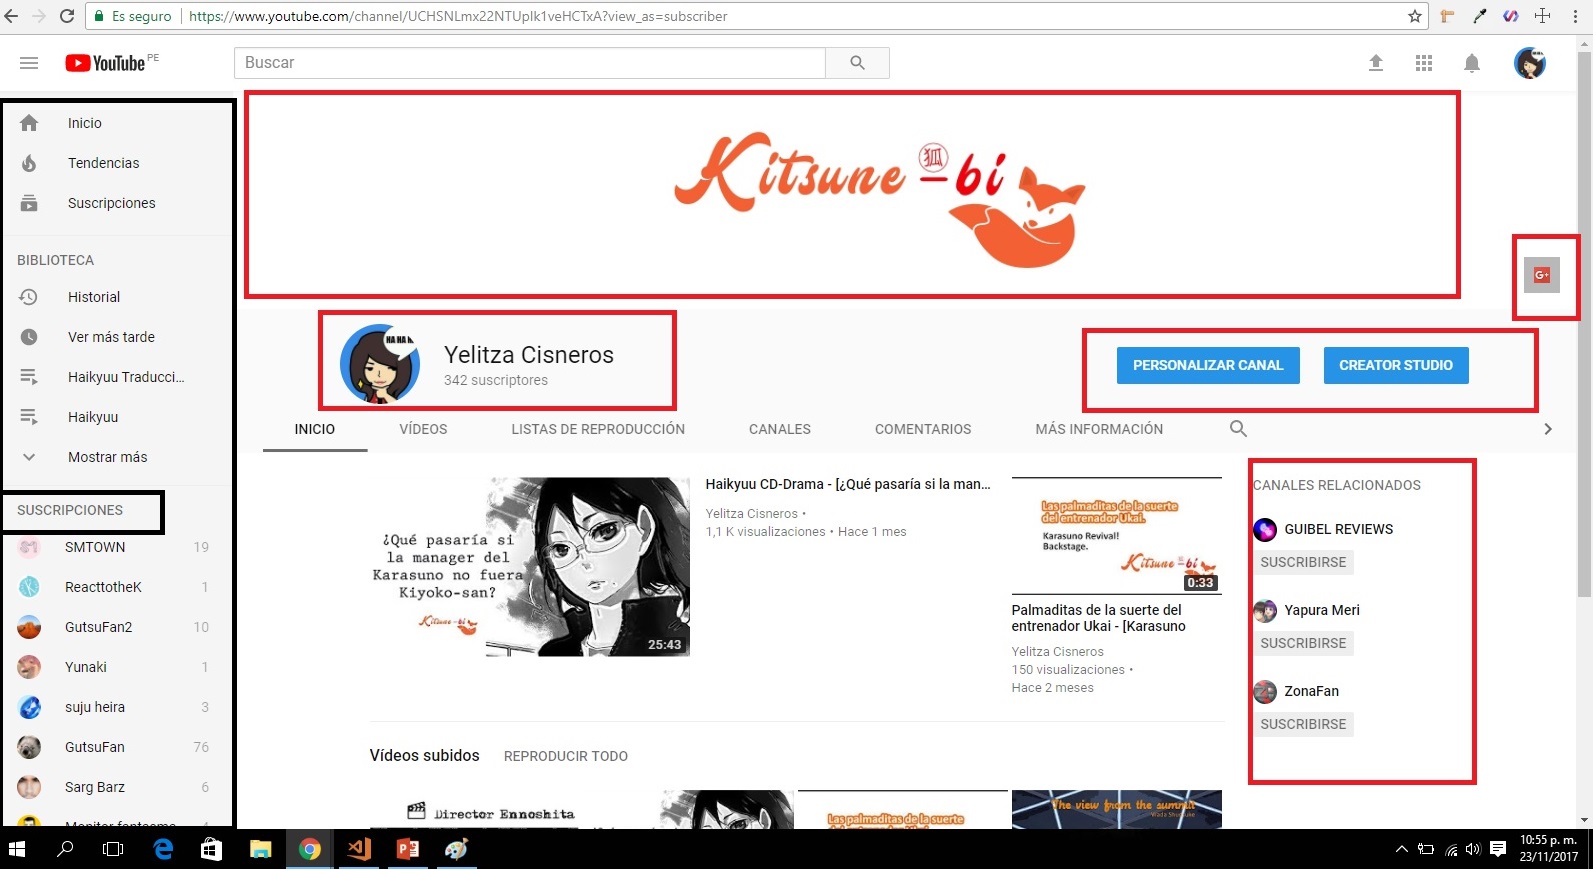 Es seguro | https://www.youtube.com/channel/UCHSNLmx22NTUpIk1veHCTxA?view_as=subscriber
YouTube PE
Buscar
Inicio
Tendencias
Suscripciones
BIBLIOTECA
Historial
Ver más tarde
Haikyuu Traducci...
Haikyuu
Mostrar más
SUSCRIPCIONES
SMTOWN 19
ReacttotheK 1
GutsuFan2 10
Yunaki 1
suju heira 3
GutsuFan 76
Sarg Barz 6
Kitsune-bi
狐
G+
HA HA
Yelitza Cisneros
342 suscriptores
PERSONALIZAR CANAL
CREATOR STUDIO
INICIO
VÍDEOS
LISTAS DE REPRODUCCIÓN
CANALES
COMENTARIOS
MÁS INFORMACIÓN
¿Qué pasaría si
la manager del
Karasuno no fuera
Kiyoko-san?
Kitsune-bi
25:43
Haikyuu CD-Drama - [¿Qué pasaría si la man...
Yelitza Cisneros •
1,1 K visualizaciones • Hace 1 mes
Las palmaditas de la suerte
del entrenador Ukai.
Karasuno Revival!
Backstage.
Kitsune-bi
0:33
Palmaditas de la suerte del
entrenador Ukai - [Karasuno
Yelitza Cisneros
150 visualizaciones •
Hace 2 meses
CANALES RELACIONADOS
GUIBEL REVIEWS
SUSCRIBIRSE
Yapura Meri
SUSCRIBIRSE
ZonaFan
SUSCRIBIRSE
Vídeos subidos
REPRODUCIR TODO
Director Ennoshita
Las palmaditas de la suerte
The view from the summit
10:55 p. m.
23/11/2017